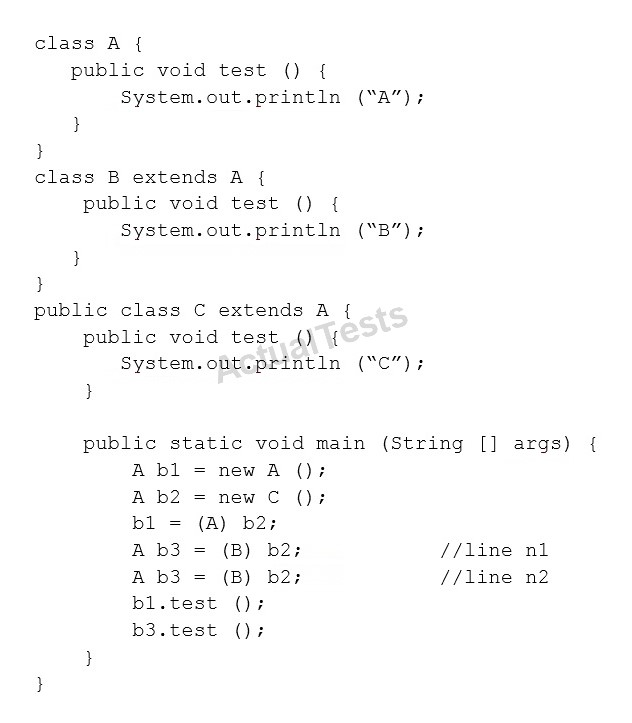 class A {
public void test () {
System.out.println (“A”);
}
}
class B extends A {
public void test () {
System.out.println (“B”);
}
}
public class C extends A {
public void test () {
System.out.println (“C”);
}
public static void main (String [] args) {
A b1 = new A ();
A b2 = new C ();
b1 = (A) b2;
A b3 = (B) b2; //line n1
A b3 = (B) b2; //line n2
b1.test ();
b3.test ();
}
}
ActualTests